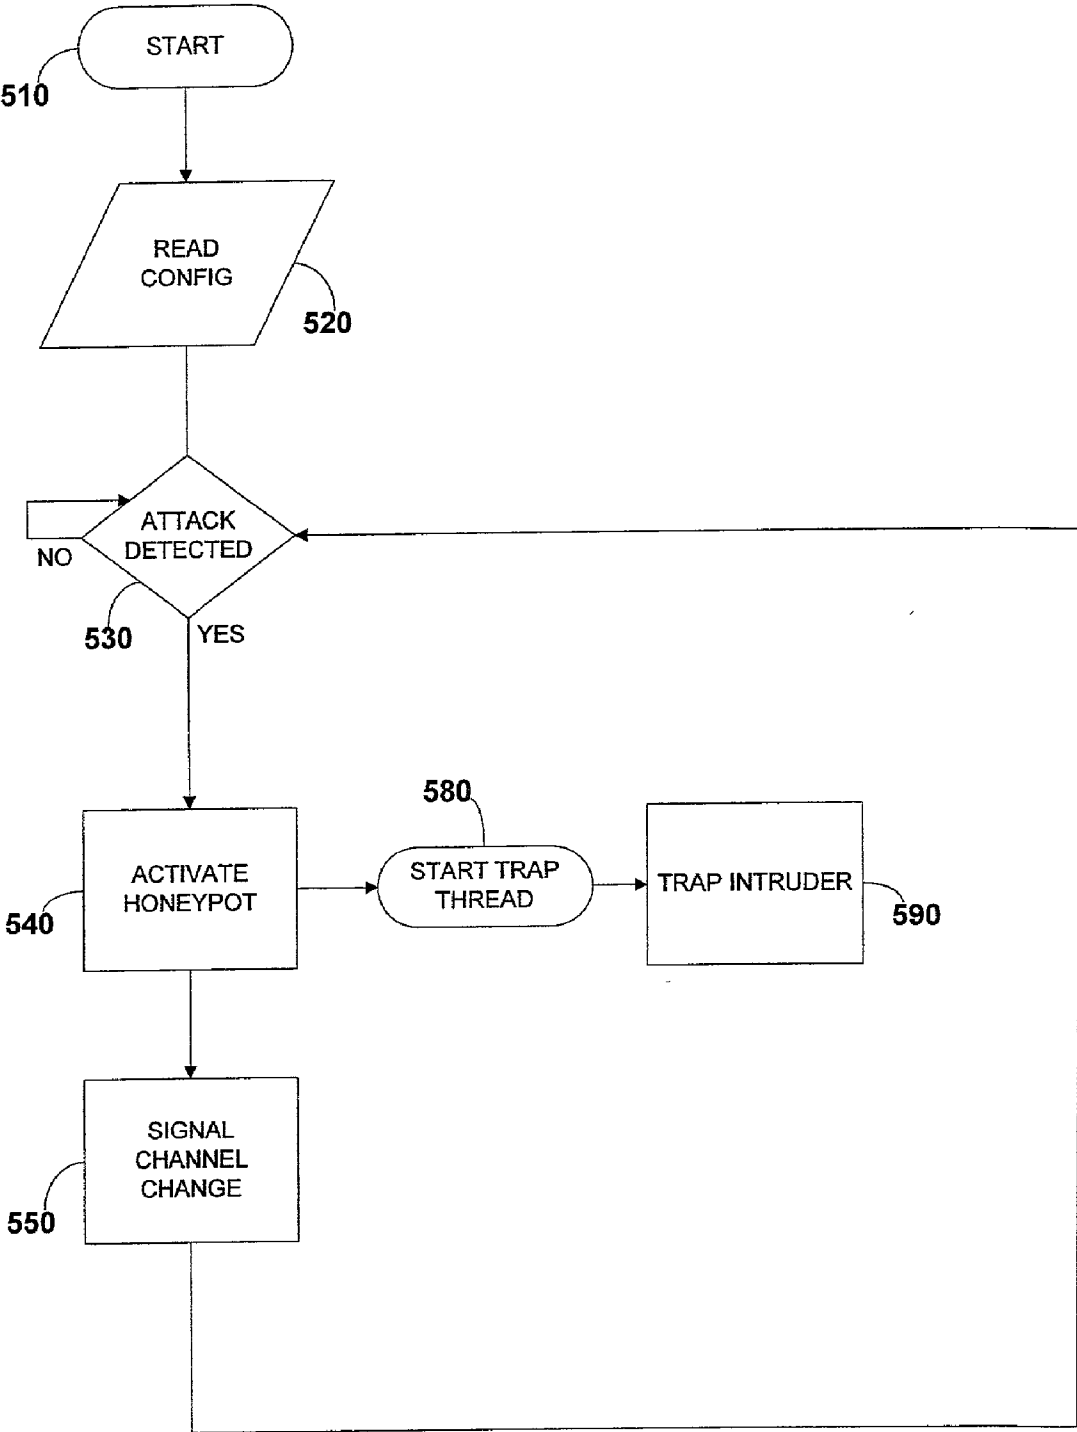 START
510
READ
CONFIG
520
ATTACK
DETECTED
NO
530
YES
580
ACTIVATE
HONEYPOT
540
START TRAP
THREAD
TRAP INTRUDER
590
SIGNAL
CHANNEL
CHANGE
550